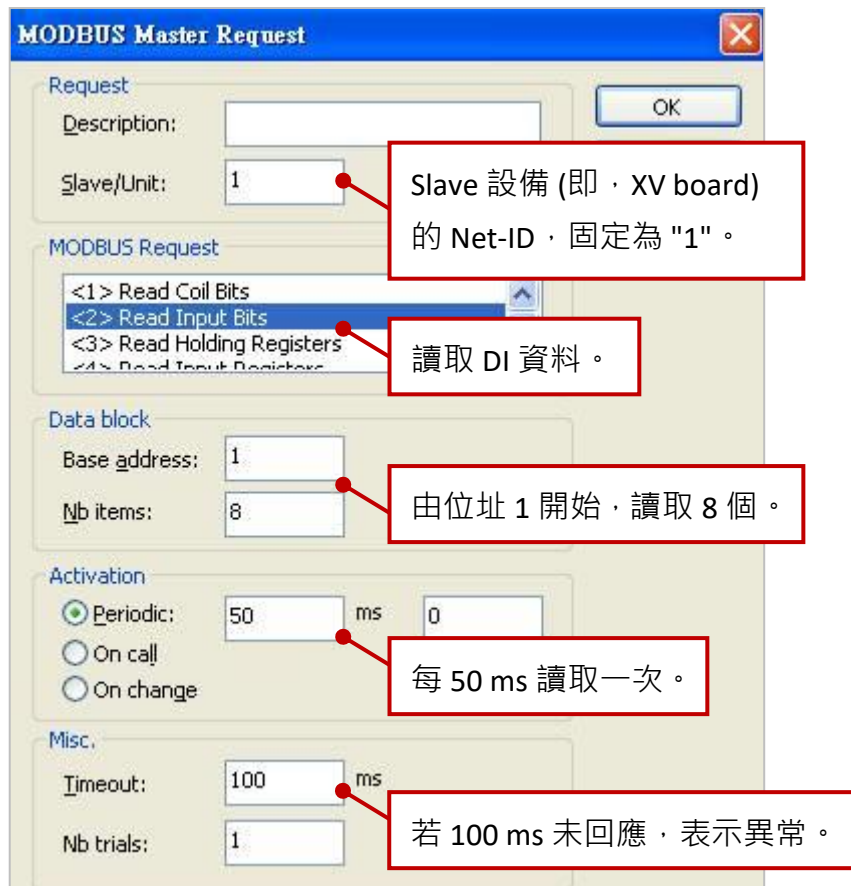 MODBUS Master Request
Request
OK
Description:
Slave/Unit:
1
Slave 設備 (即，XV board)
的 Net-ID，固定為 "1"。
MODBUS Request
<1> Read Coil Bits
<2> Read Input Bits
<3> Read Holding Registers
<4> Read Input Registers
讀取 DI 資料。
Data block
Base address:
1
Nb items:
8
由位址 1 開始，讀取 8 個。
Activation
Periodic:
50
ms
0
On call
On change
每 50 ms 讀取一次。
Misc.
Timeout:
100
ms
若 100 ms 未回應，表示異常。
Nb trials:
1